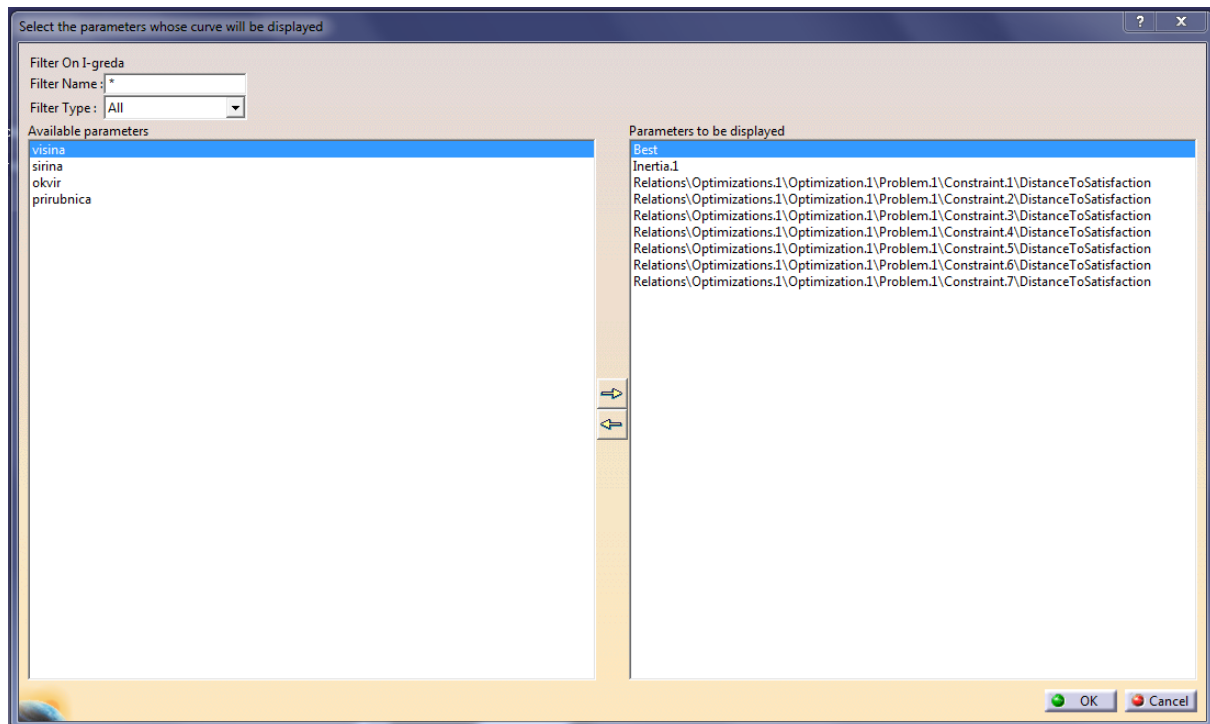 Select the parameters whose curve will be displayed
? X
Filter On I-greda
Filter Name : *
Filter Type : All
Available parameters
visina
sirina
okvir
prirubnica
Parameters to be displayed
Best
Inertia.1
Relations\Optimizations.1\Optimization.1\Problem.1\Constraint.1\DistanceToSatisfaction
Relations\Optimizations.1\Optimization.1\Problem.1\Constraint.2\DistanceToSatisfaction
Relations\Optimizations.1\Optimization.1\Problem.1\Constraint.3\DistanceToSatisfaction
Relations\Optimizations.1\Optimization.1\Problem.1\Constraint.4\DistanceToSatisfaction
Relations\Optimizations.1\Optimization.1\Problem.1\Constraint.5\DistanceToSatisfaction
Relations\Optimizations.1\Optimization.1\Problem.1\Constraint.6\DistanceToSatisfaction
Relations\Optimizations.1\Optimization.1\Problem.1\Constraint.7\DistanceToSatisfaction
OK Cancel